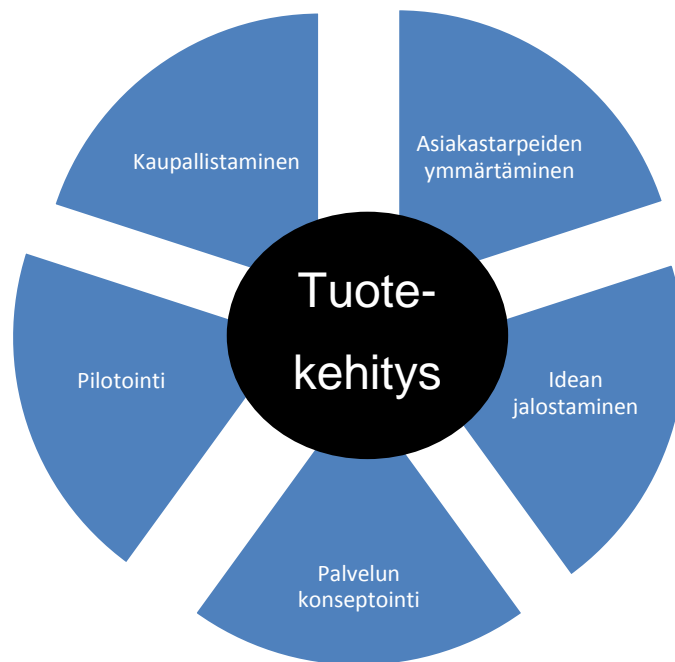 Kaupallistaminen
Asiakastarpeiden
ymmärtäminen
Tuote-
kehitys
Pilotointi
Idean
jalostaminen
Palvelun
konseptointi